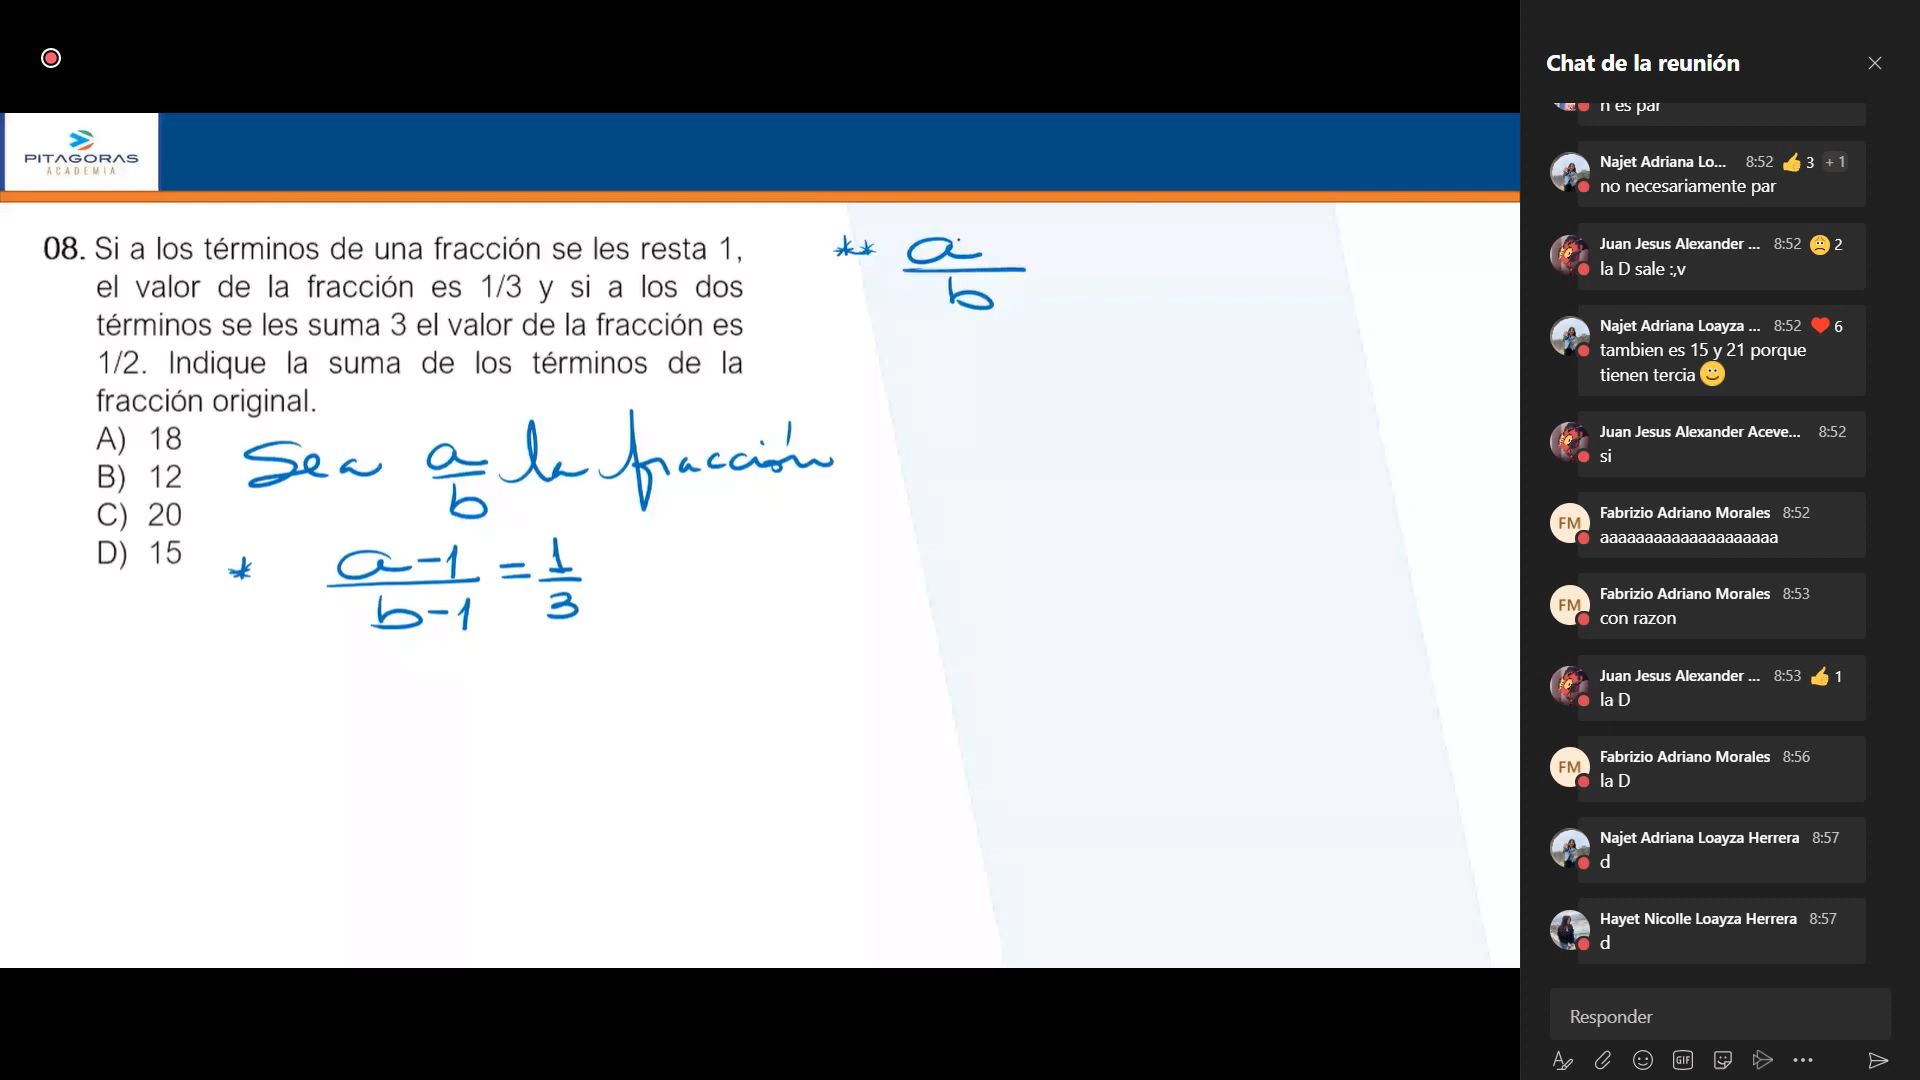 PITAGORAS
ACADEMIA
08. Si a los términos de una fracción se les resta 1,
el valor de la fracción es 1/3 y si a los dos
términos se les suma 3 el valor de la fracción es
1/2. Indique la suma de los términos de la
fracción original.
A) 18
B) 12
C) 20
D) 15
Sea a/b la fracción
* a-1/b-1 = 1/3
** a/b
Chat de la reunión
n es par
Najet Adriana Lo... 8:52 👍 3 + 1
no necesariamente par
Juan Jesus Alexander ... 8:52 2
la D sale :,v
Najet Adriana Loayza ... 8:52 ❤️ 6
tambien es 15 y 21 porque
tienen tercia 🙂
Juan Jesus Alexander Aceve... 8:52
si
FM Fabrizio Adriano Morales 8:52
aaaaaaaaaaaaaaaaaaaa
FM Fabrizio Adriano Morales 8:53
con razon
Juan Jesus Alexander ... 8:53 👍 1
la D
FM Fabrizio Adriano Morales 8:56
la D
Najet Adriana Loayza Herrera 8:57
d
Hayet Nicolle Loayza Herrera 8:57
d
Responder
GIF